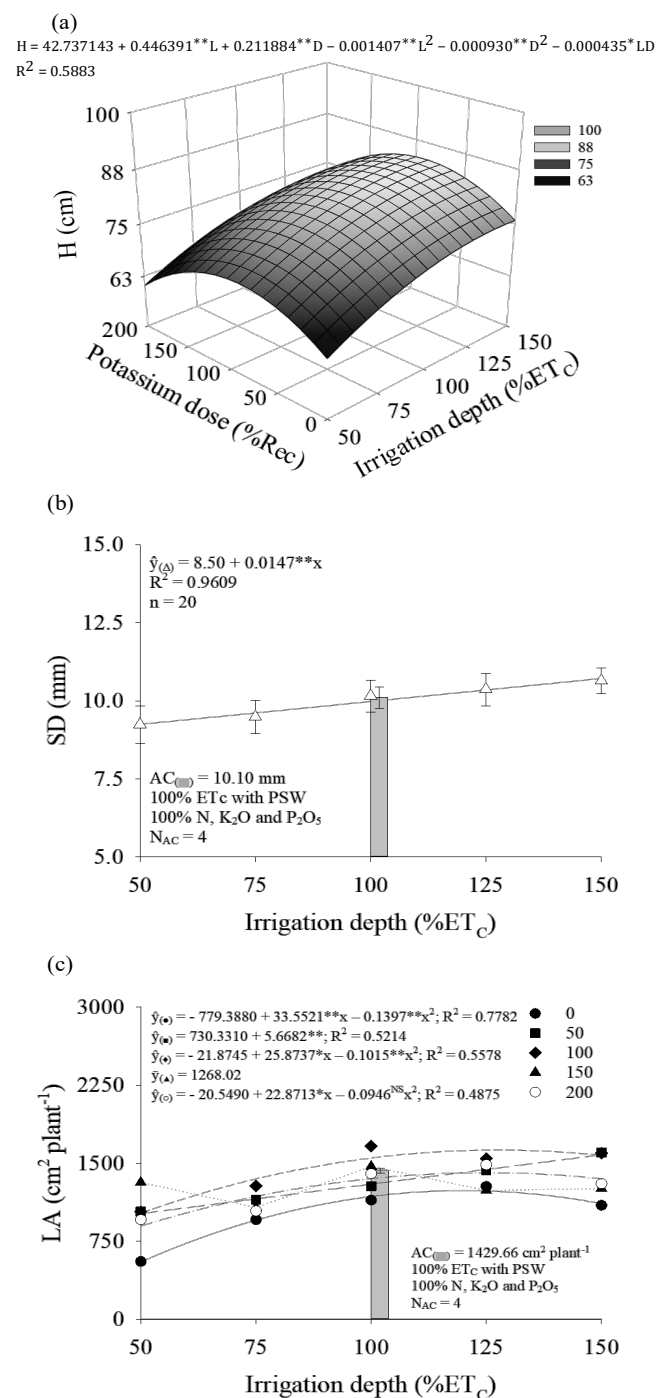 (a)
H = 42.737143 + 0.446391**L + 0.211884**D – 0.001407**L² – 0.000930**D² – 0.000435*LD
R² = 0.5883
100
88
75
63
H (cm)
100
88
75
63
200
150
100
50
0
Potassium dose (%Rec)
50
75
100
125
150
Irrigation depth (%ETC)
(b)
15.0
12.5
10.0
7.5
5.0
SD (mm)
ŷ(Δ) = 8.50 + 0.0147**x
R² = 0.9609
n = 20
AC( ) = 10.10 mm
100% ETc with PSW
100% N, K₂O and P₂O₅
NAC = 4
50 75 100 125 150
Irrigation depth (%ETC)
(c)
3000
2250
1500
750
0
LA (cm² plant⁻¹)
ŷ(●) = - 779.3880 + 33.5521**x – 0.1397**x²; R² = 0.7782
ŷ(■) = 730.3310 + 5.6682**; R² = 0.5214
ŷ(♦) = - 21.8745 + 25.8737*x – 0.1015**x²; R² = 0.5578
ȳ(▲) = 1268.02
ŷ(○) = - 20.5490 + 22.8713*x – 0.0946ᴺˢx²; R² = 0.4875
0
50
100
150
200
AC( ) = 1429.66 cm² plant⁻¹
100% ETC with PSW
100% N, K₂O and P₂O₅
NAC = 4
50 75 100 125 150
Irrigation depth (%ETC)